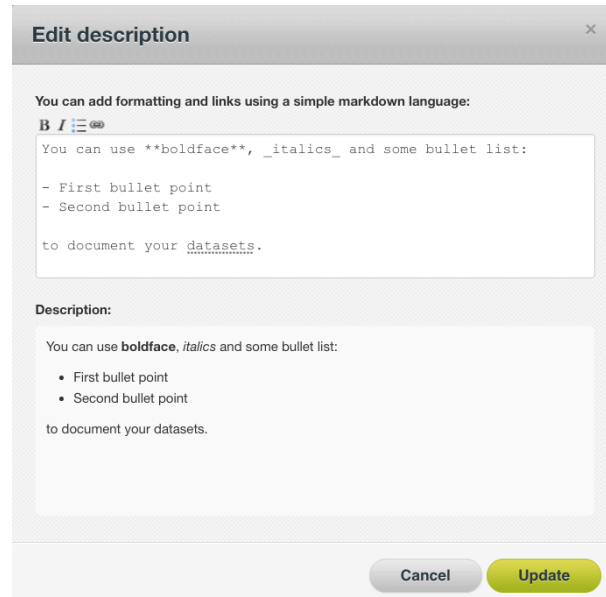 Edit description
×
You can add formatting and links using a simple markdown language:
B I
You can use **boldface**, _italics_ and some bullet list:
- First bullet point
- Second bullet point
to document your datasets.
Description:
You can use boldface, italics and some bullet list:
• First bullet point
• Second bullet point
to document your datasets.
Cancel Update